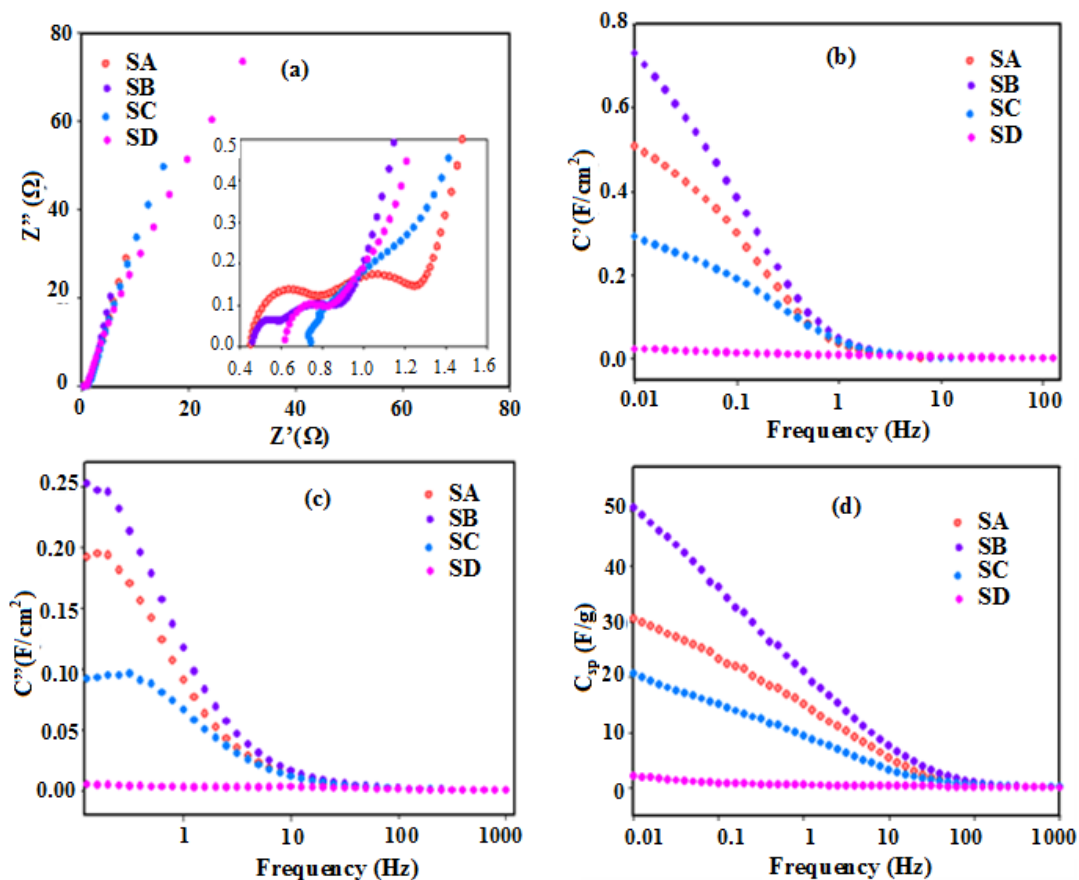 (a)
SA
SB
SC
SD
Z’’ (Ω)
80
60
40
20
0
0 20 40 60 80
Z’(Ω)
0.5
0.4
0.3
0.2
0.1
0.0
0.4 0.6 0.8 1.0 1.2 1.4 1.6
(b)
SA
SB
SC
SD
C’ (F/cm²)
0.8
0.6
0.4
0.2
0.0
0.01 0.1 1 10 100
Frequency (Hz)
(c)
SA
SB
SC
SD
C’’(F/cm²)
0.25
0.20
0.15
0.10
0.05
0.00
1 10 100 1000
Frequency (Hz)
(d)
SA
SB
SC
SD
Csp (F/g)
50
40
30
20
10
0
0.01 0.1 1 10 100 1000
Frequency (Hz)